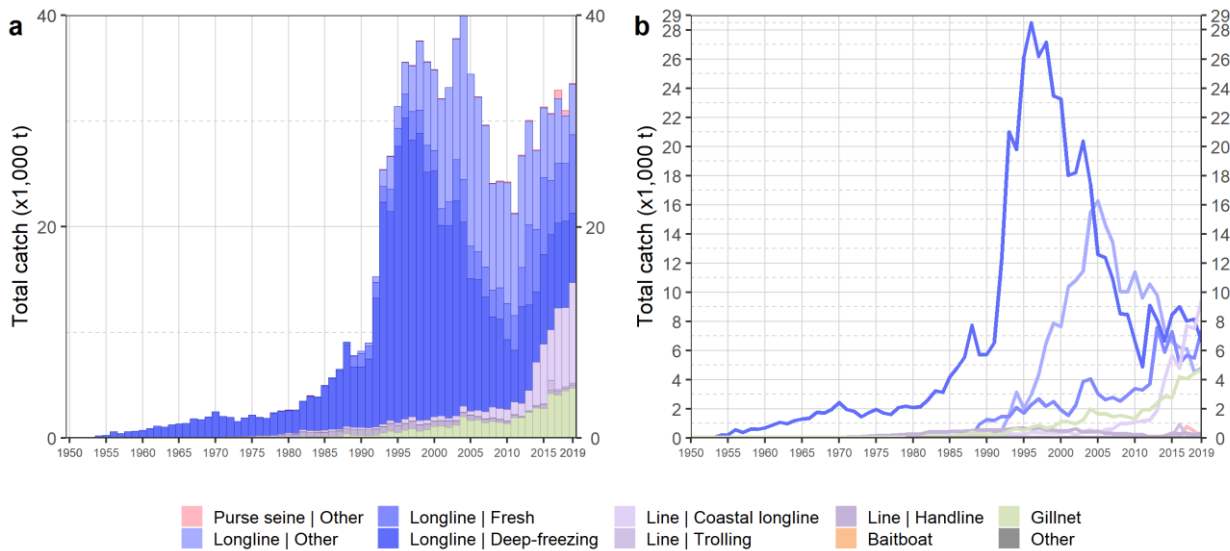 a
Total catch (x1,000 t)
40
20
0
40
20
0
1950 1955 1960 1965 1970 1975 1980 1985 1990 1995 2000 2005 2010 2015 2019
b
Total catch (x1,000 t)
29
28
26
24
22
20
18
16
14
12
10
8
6
4
2
0
29
28
26
24
22
20
18
16
14
12
10
8
6
4
2
0
1950 1955 1960 1965 1970 1975 1980 1985 1990 1995 2000 2005 2010 2015 2019
Purse seine | Other
Longline | Other
Longline | Fresh
Longline | Deep-freezing
Line | Coastal longline
Line | Trolling
Line | Handline
Baitboat
Gillnet
Other